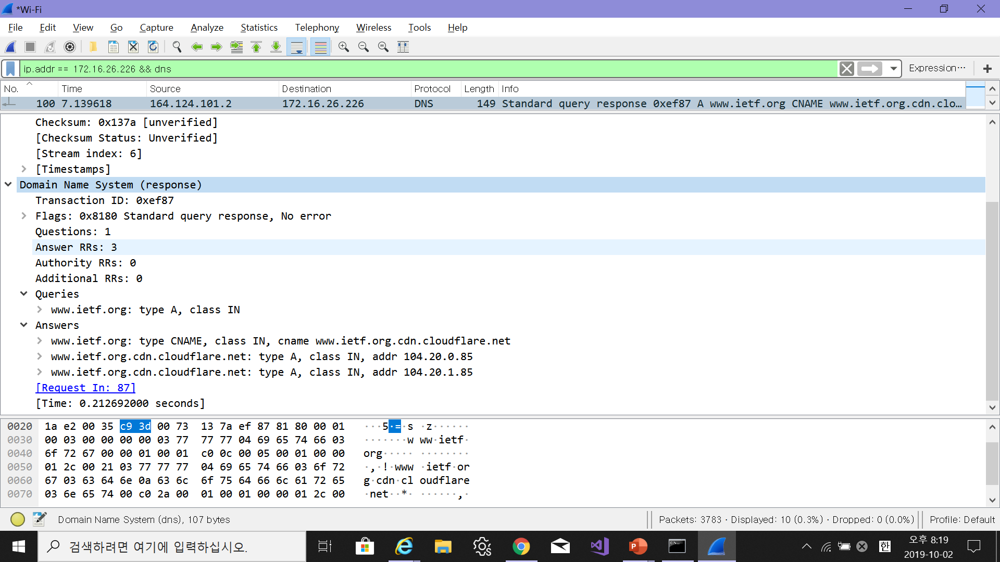 *Wi-Fi
File Edit View Go Capture Analyze Statistics Telephony Wireless Tools Help
ip.addr == 172.16.26.226 && dns Expression…
No. Time Source Destination Protocol Length Info
100 7.139618 164.124.101.2 172.16.26.226 DNS 149 Standard query response 0xef87 A www.ietf.org CNAME www.ietf.org.cdn.clo…
Checksum: 0x137a [unverified]
[Checksum Status: Unverified]
[Stream index: 6]
[Timestamps]
Domain Name System (response)
Transaction ID: 0xef87
Flags: 0x8180 Standard query response, No error
Questions: 1
Answer RRs: 3
Authority RRs: 0
Additional RRs: 0
Queries
www.ietf.org: type A, class IN
Answers
www.ietf.org: type CNAME, class IN, cname www.ietf.org.cdn.cloudflare.net
www.ietf.org.cdn.cloudflare.net: type A, class IN, addr 104.20.0.85
www.ietf.org.cdn.cloudflare.net: type A, class IN, addr 104.20.1.85
[Request In: 87]
[Time: 0.212692000 seconds]
0020 1a e2 00 35 c9 3d 00 73 13 7a ef 87 81 80 00 01 ···5·=·s ·z······
0030 00 03 00 00 00 00 03 77 77 77 04 69 65 74 66 03 ·······w ww·ietf·
0040 6f 72 67 00 00 01 00 01 c0 0c 00 05 00 01 00 00 org····· ········
0050 01 2c 00 21 03 77 77 77 04 69 65 74 66 03 6f 72 ·,·!·www ·ietf·or
0060 67 03 63 64 6e 0a 63 6c 6f 75 64 66 6c 61 72 65 g·cdn·cl oudflare
0070 03 6e 65 74 00 c0 2a 00 01 00 01 00 00 01 2c 00 ·net··*· ······,·
Domain Name System (dns), 107 bytes Packets: 3783 · Displayed: 10 (0.3%) · Dropped: 0 (0.0%) Profile: Default
검색하려면 여기에 입력하십시오. 한 오후 8:19
2019-10-02